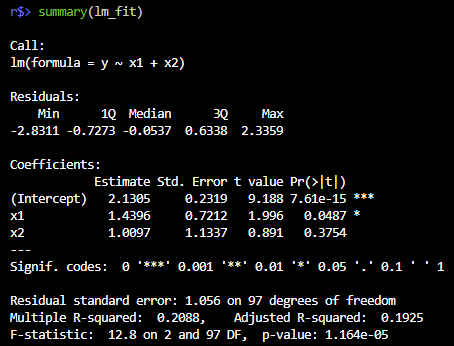 r$> summary(lm_fit)
Call:
lm(formula = y ~ x1 + x2)
Residuals:
    Min      1Q  Median      3Q     Max
-2.8311 -0.7273 -0.0537  0.6338  2.3359
Coefficients:
            Estimate Std. Error t value Pr(>|t|)
(Intercept)   2.1305     0.2319   9.188 7.61e-15 ***
x1            1.4396     0.7212   1.996   0.0487 *
x2            1.0097     1.1337   0.891   0.3754
---
Signif. codes:  0 '***' 0.001 '**' 0.01 '*' 0.05 '.' 0.1 ' ' 1
Residual standard error: 1.056 on 97 degrees of freedom
Multiple R-squared:  0.2088,    Adjusted R-squared:  0.1925
F-statistic:  12.8 on 2 and 97 DF,  p-value: 1.164e-05